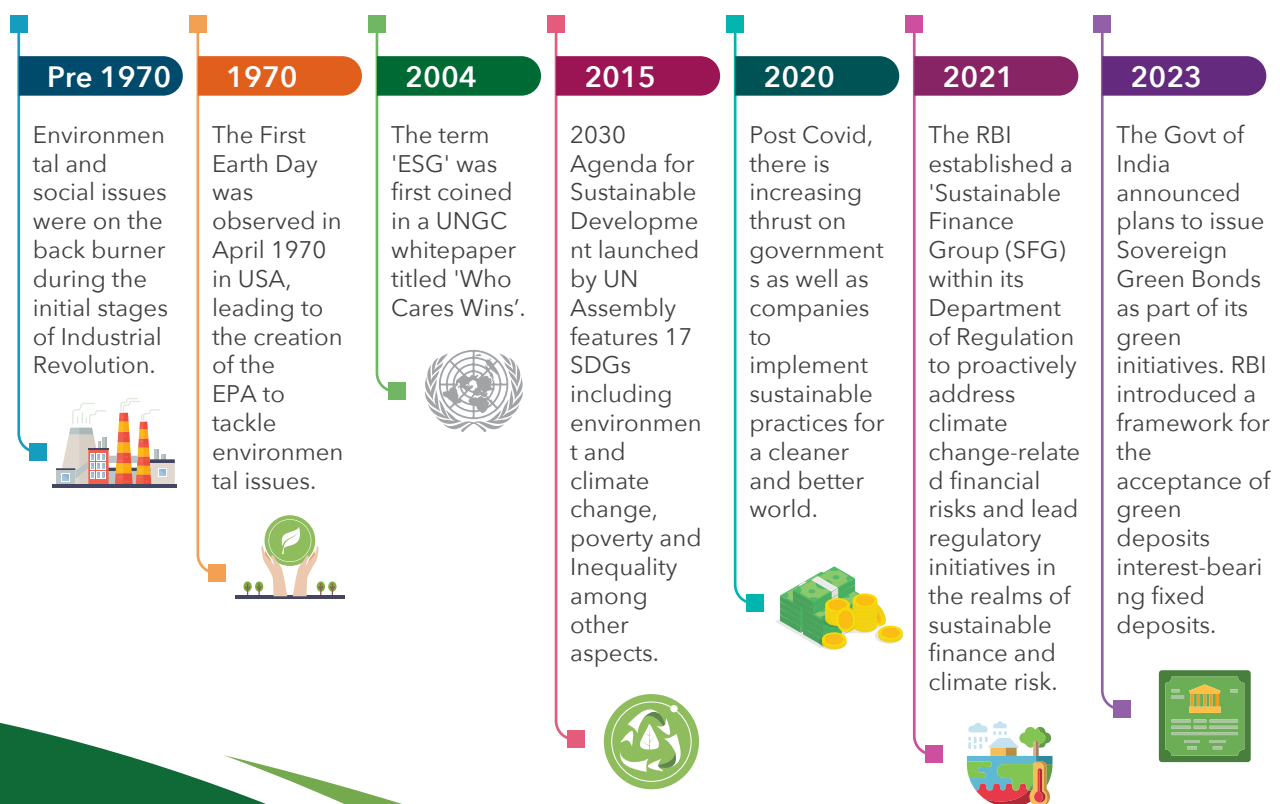 Pre 1970
Environmen
tal and
social issues
were on the
back burner
during the
initial stages
of Industrial
Revolution.
1970
The First
Earth Day
was
observed in
April 1970
in USA,
leading to
the creation
of the
EPA to
tackle
environmen
tal issues.
2004
The term
'ESG' was
first coined
in a UNGC
whitepaper
titled 'Who
Cares Wins’.
2015
2030
Agenda for
Sustainable
Developme
nt launched
by UN
Assembly
features 17
SDGs
including
environmen
t and
climate
change,
poverty and
Inequality
among
other
aspects.
2020
Post Covid,
there is
increasing
thrust on
government
s as well as
companies
to
implement
sustainable
practices for
a cleaner
and better
world.
2021
The RBI
established a
'Sustainable
Finance
Group (SFG)
within its
Department
of Regulation
to proactively
address
climate
change-relate
d financial
risks and lead
regulatory
initiatives in
the realms of
sustainable
finance and
climate risk.
2023
The Govt of
India
announced
plans to issue
Sovereign
Green Bonds
as part of its
green
initiatives. RBI
introduced a
framework for
the
acceptance of
green
deposits
interest-beari
ng fixed
deposits.